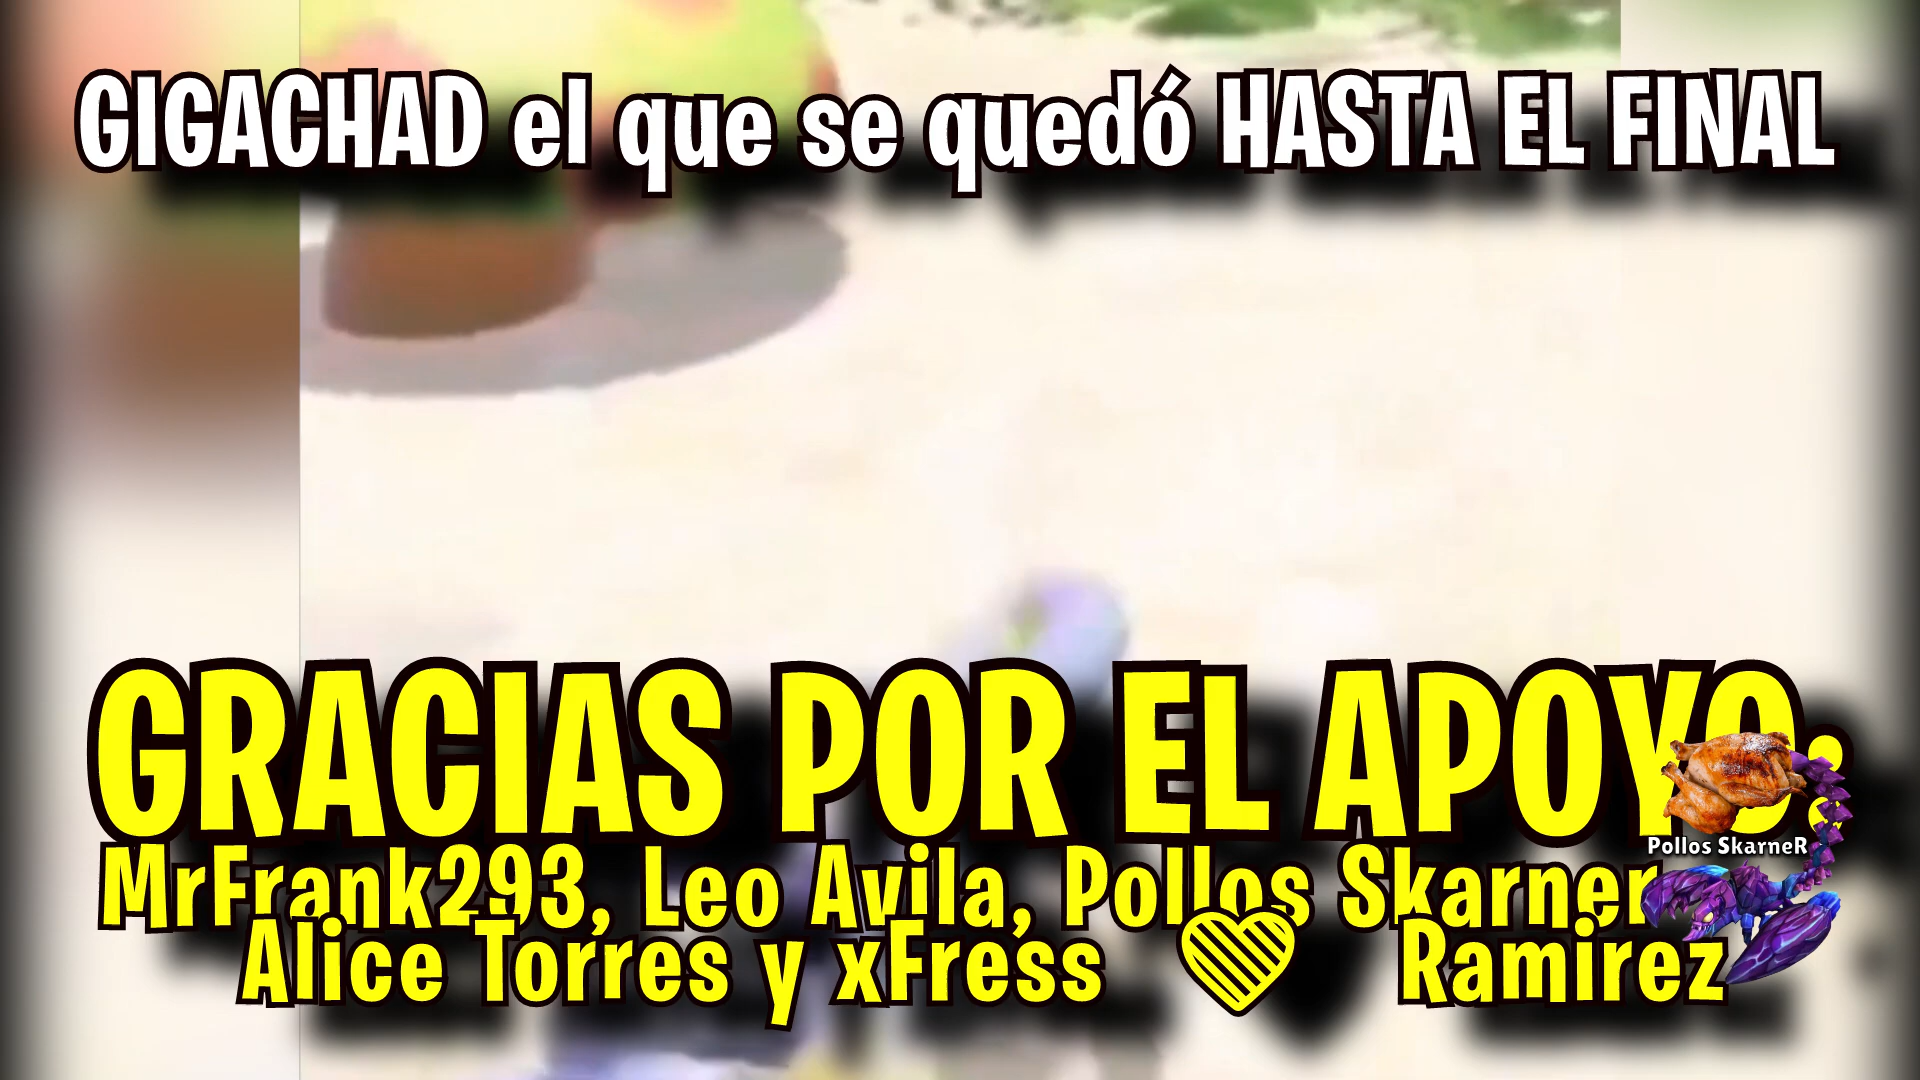 GIGACHAD el que se quedó HASTA EL FINAL
GRACIAS POR EL APOYO:
Pollos SkarneR
MrFrank293, Leo Avila, Pollos Skarner
Alice Torres y xFress Ramirez